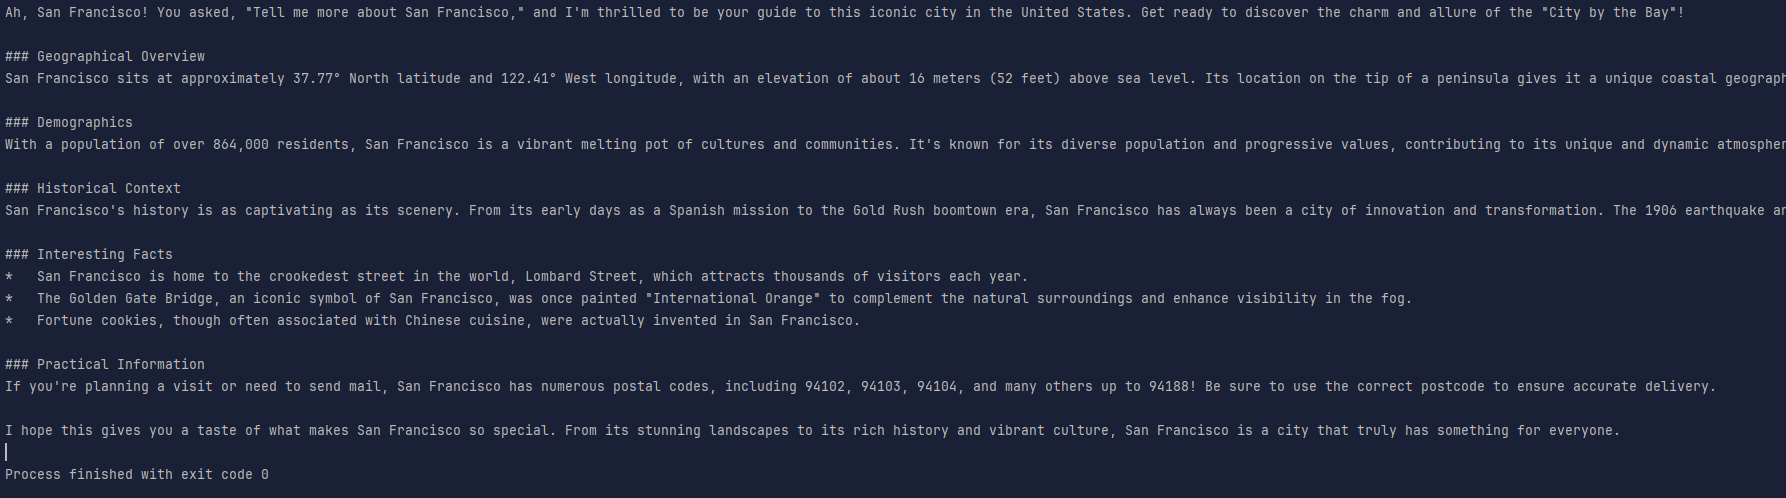 Ah, San Francisco! You asked, "Tell me more about San Francisco," and I'm thrilled to be your guide to this iconic city in the United States. Get ready to discover the charm and allure of the "City by the Bay"!
### Geographical Overview
San Francisco sits at approximately 37.77° North latitude and 122.41° West longitude, with an elevation of about 16 meters (52 feet) above sea level. Its location on the tip of a peninsula gives it a unique coastal geograph
### Demographics
With a population of over 864,000 residents, San Francisco is a vibrant melting pot of cultures and communities. It's known for its diverse population and progressive values, contributing to its unique and dynamic atmospher
### Historical Context
San Francisco's history is as captivating as its scenery. From its early days as a Spanish mission to the Gold Rush boomtown era, San Francisco has always been a city of innovation and transformation. The 1906 earthquake an
### Interesting Facts
*   San Francisco is home to the crookedest street in the world, Lombard Street, which attracts thousands of visitors each year.
*   The Golden Gate Bridge, an iconic symbol of San Francisco, was once painted "International Orange" to complement the natural surroundings and enhance visibility in the fog.
*   Fortune cookies, though often associated with Chinese cuisine, were actually invented in San Francisco.
### Practical Information
If you're planning a visit or need to send mail, San Francisco has numerous postal codes, including 94102, 94103, 94104, and many others up to 94188! Be sure to use the correct postcode to ensure accurate delivery.
I hope this gives you a taste of what makes San Francisco so special. From its stunning landscapes to its rich history and vibrant culture, San Francisco is a city that truly has something for everyone.
Process finished with exit code 0